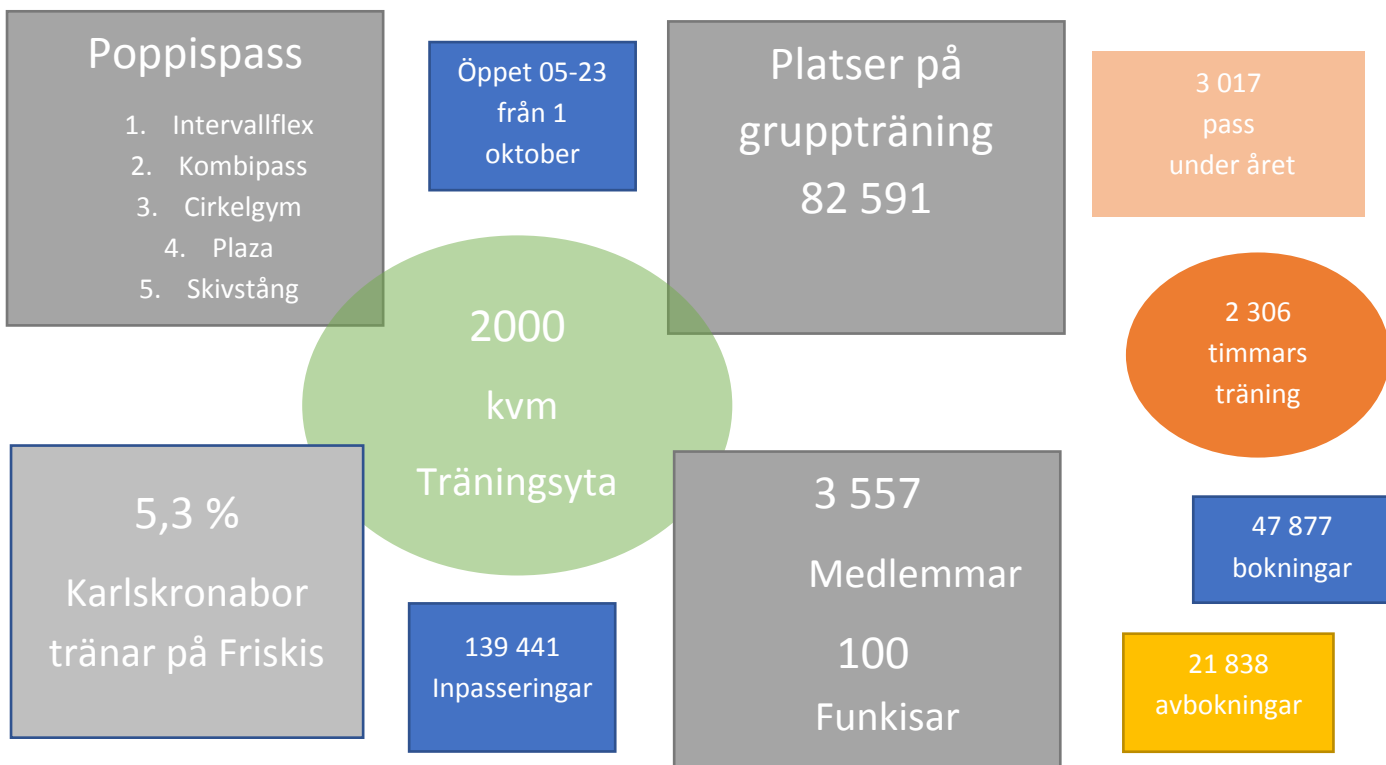 Poppispass
1. Intervallflex
2. Kombipass
3. Cirkelgym
4. Plaza
5. Skivstång
Öppet 05-23
från 1
oktober
Platser på
gruppträning
82 591
3 017
pass
under året
2000
kvm
Träningsyta
2 306
timmars
träning
5,3 %
Karlskronabor
tränar på Friskis
139 441
Inpasseringar
3 557
Medlemmar
100
Funkisar
47 877
bokningar
21 838
avbokningar